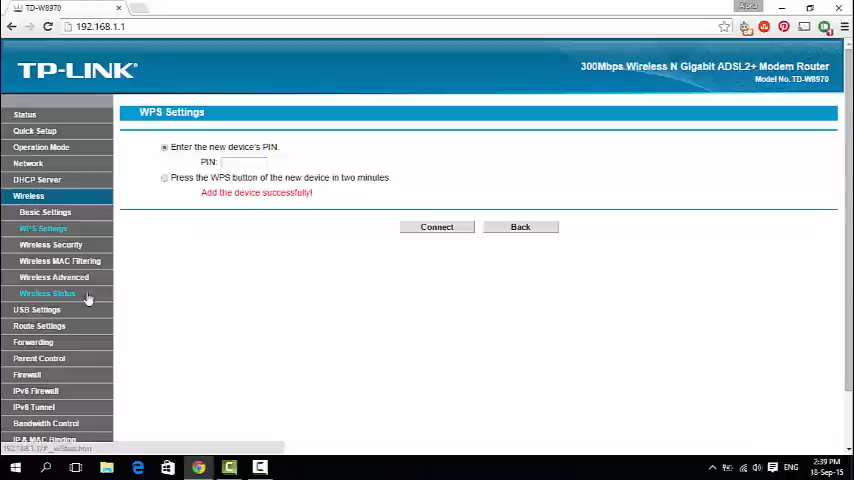 TD-W8970
192.168.1.1
TP-LINK
300Mbps Wireless N Gigabit ADSL2+ Modem Router
Model No. TD-W8970
Status
Quick Setup
Operation Mode
Network
DHCP Server
Wireless
Basic Settings
WPS Settings
Wireless Security
Wireless MAC Filtering
Wireless Advanced
Wireless Status
USB Settings
Route Settings
Forwarding
Parent Control
Firewall
IPv6 Firewall
IPv6 Tunnel
Bandwidth Control
IP & MAC Binding
WPS Settings
Enter the new device's PIN.
PIN:
Press the WPS button of the new device in two minutes.
Add the device successfully!
Connect
Back
ENG
2:39 PM
18-Sep-15